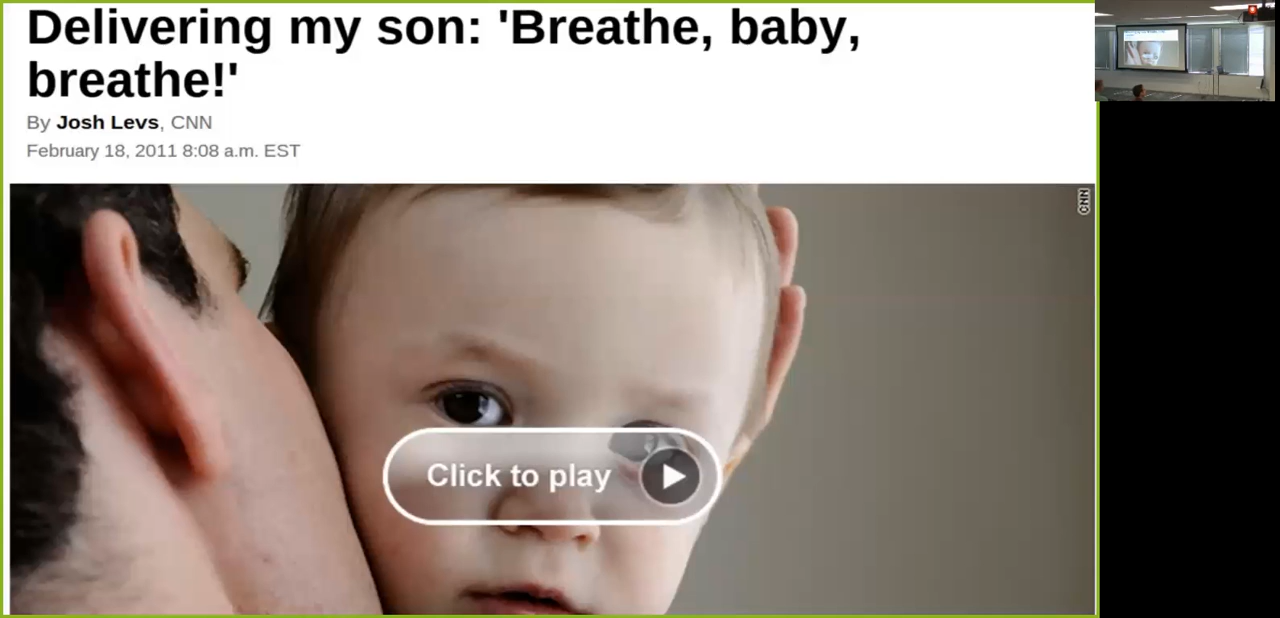 Delivering my son: 'Breathe, baby,
breathe!'
By Josh Levs, CNN
February 18, 2011 8:08 a.m. EST
CNN
Click to play